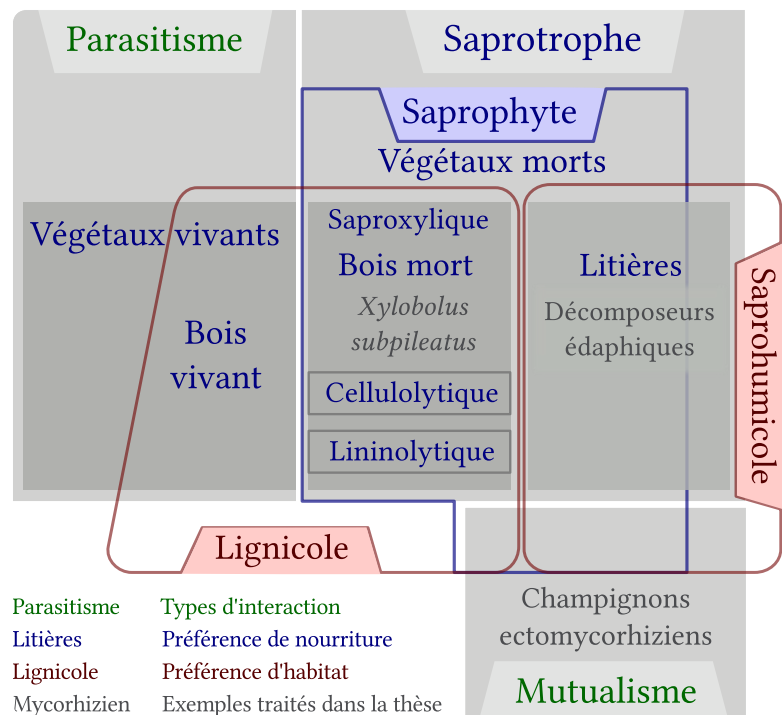 Parasitisme
Saprotrophe
Saprophyte
Végétaux morts
Végétaux vivants
Bois
vivant
Saproxylique
Bois mort
Xylobolus
subpileatus
Cellulolytique
Lininolytique
Litières
Décomposeurs
édaphiques
Saprohumicole
Lignicole
Champignons
ectomycorhiziens
Mutualisme
Parasitisme Types d'interaction
Litières Préférence de nourriture
Lignicole Préférence d'habitat
Mycorhizien Exemples traités dans la thèse